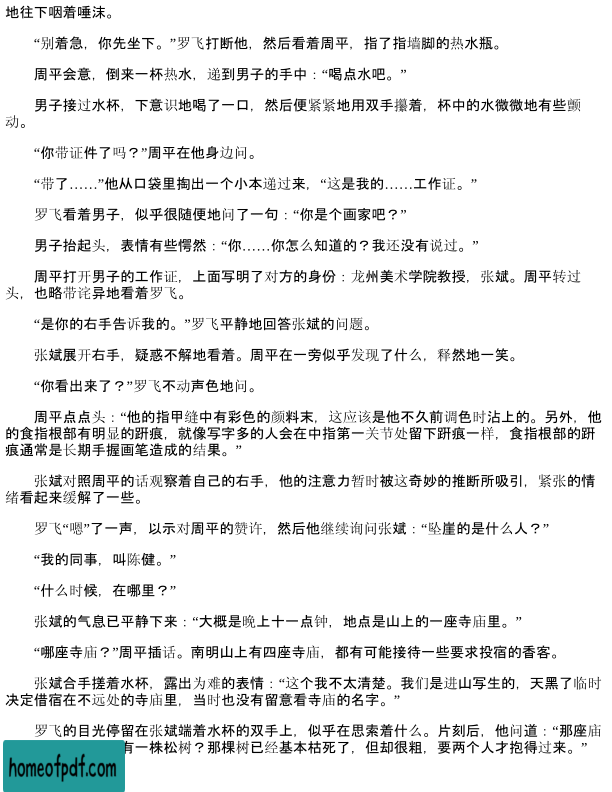 地往下咽着唾沫。
“别着急，你先坐下。”罗飞打断他，然后看着周平，指了指墙脚的热水瓶。
周平会意，倒来一杯热水，递到男子的手中：“喝点水吧。”
男子接过水杯，下意识地喝了一口，然后便紧紧地用双手攥着，杯中的水微微地有些颤
动。
“你带证件了吗？”周平在他身边问。
“带了……”他从口袋里掏出一个小本递过来，“这是我的……工作证。”
罗飞看着男子，似乎很随便地问了一句：“你是个画家吧？”
男子抬起头，表情有些愕然：“你……你怎么知道的？我还没有说过。”
周平打开男子的工作证，上面写明了对方的身份：龙州美术学院教授，张斌。周平转过
头，也略带诧异地看着罗飞。
“是你的右手告诉我的。”罗飞平静地回答张斌的问题。
张斌展开右手，疑惑不解地看着。周平在一旁似乎发现了什么，释然地一笑。
“你看出来了？”罗飞不动声色地问。
周平点点头：“他的指甲缝中有彩色的颜料末，这应该是他不久前调色时沾上的。另外，他
的食指根部有明显的趼痕，就像写字多的人会在中指第一关节处留下趼痕一样，食指根部的趼
痕通常是长期手握画笔造成的结果。”
张斌对照周平的话观察着自己的右手，他的注意力暂时被这奇妙的推断所吸引，紧张的情
绪看起来缓解了一些。
罗飞“嗯”了一声，以示对周平的赞许，然后他继续询问张斌：“坠崖的是什么人？”
“我的同事，叫陈健。”
“什么时候，在哪里？”
张斌的气息已平静下来：“大概是晚上十一点钟，地点是山上的一座寺庙里。”
“哪座寺庙？”周平插话。南明山上有四座寺庙，都有可能接待一些要求投宿的香客。
张斌合手搓着水杯，露出为难的表情：“这个我不太清楚。我们是进山写生的，天黑了临时
决定借宿在不远处的寺庙里，当时也没有留意看寺庙的名字。”
罗飞的目光停留在张斌端着水杯的双手上，似乎在思索着什么。片刻后，他问道：“那座庙
有一株松树？那棵树已经基本枯死了，但却很粗，要两个人才抱得过来。”
homeofpdf.com